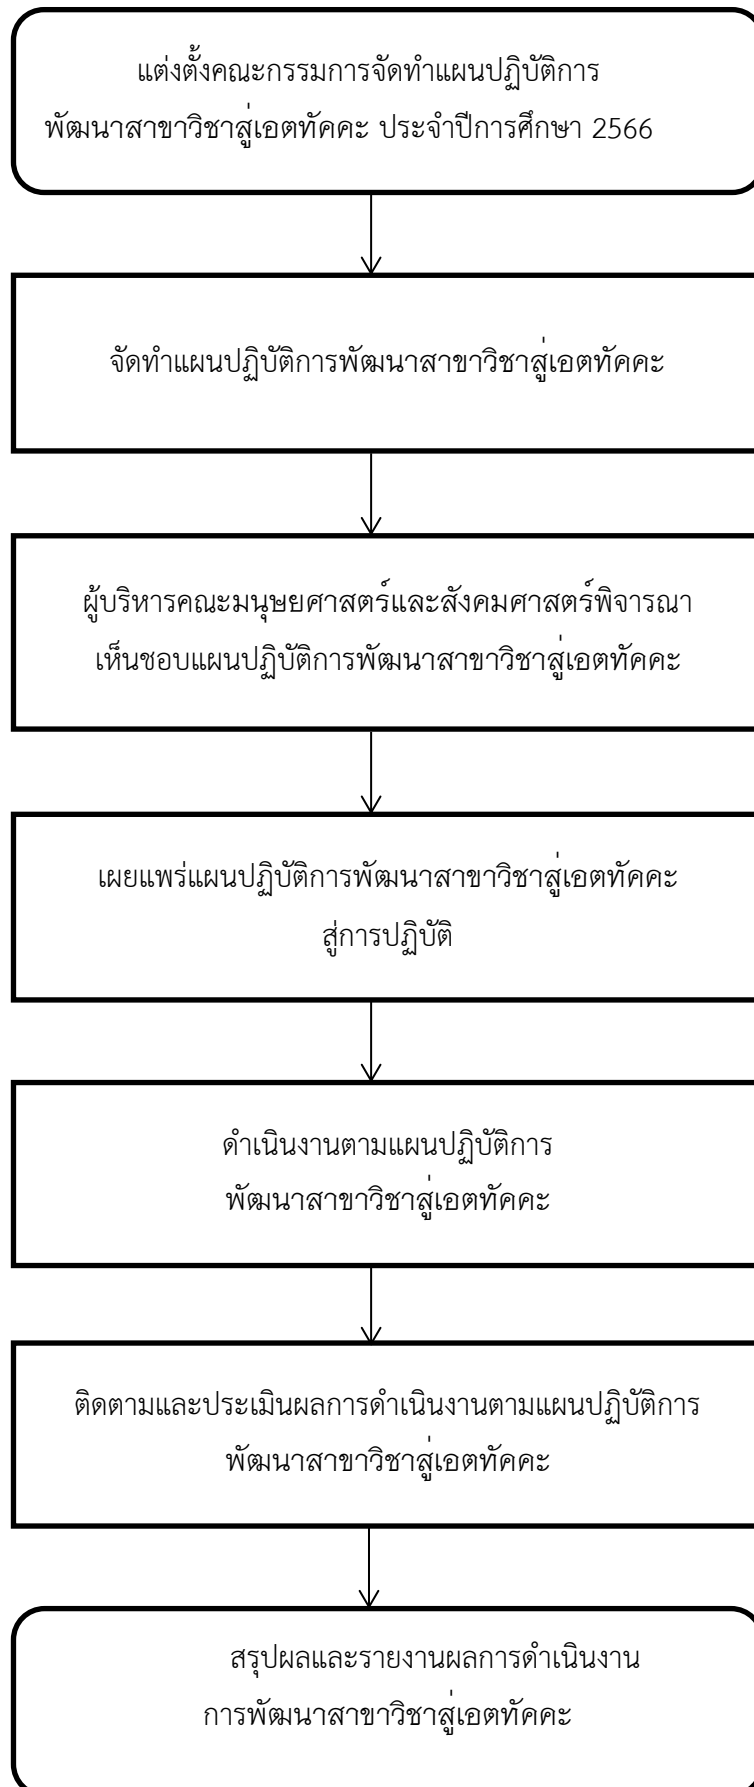 แต่งตั้งคณะกรรมการจัดทำแผนปฏิบัติการ
พัฒนาสาขาวิชาสู่เอตทัคคะ ประจำปีการศึกษา 2566
จัดทำแผนปฏิบัติการพัฒนาสาขาวิชาสู่เอตทัคคะ
ผู้บริหารคณะมนุษยศาสตร์และสังคมศาสตร์พิจารณา
เห็นชอบแผนปฏิบัติการพัฒนาสาขาวิชาสู่เอตทัคคะ
เผยแพร่แผนปฏิบัติการพัฒนาสาขาวิชาสู่เอตทัคคะ
สู่การปฏิบัติ
ดำเนินงานตามแผนปฏิบัติการ
พัฒนาสาขาวิชาสู่เอตทัคคะ
ติดตามและประเมินผลการดำเนินงานตามแผนปฏิบัติการ
พัฒนาสาขาวิชาสู่เอตทัคคะ
สรุปผลและรายงานผลการดำเนินงาน
การพัฒนาสาขาวิชาสู่เอตทัคคะ